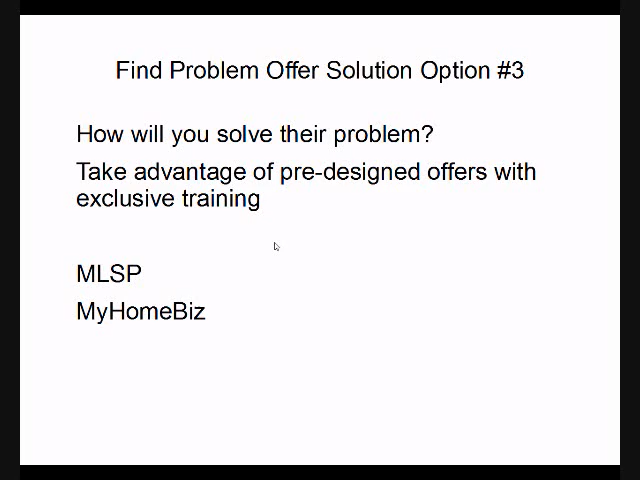 Find Problem Offer Solution Option #3
How will you solve their problem?
Take advantage of pre-designed offers with
exclusive training
MLSP
MyHomeBiz